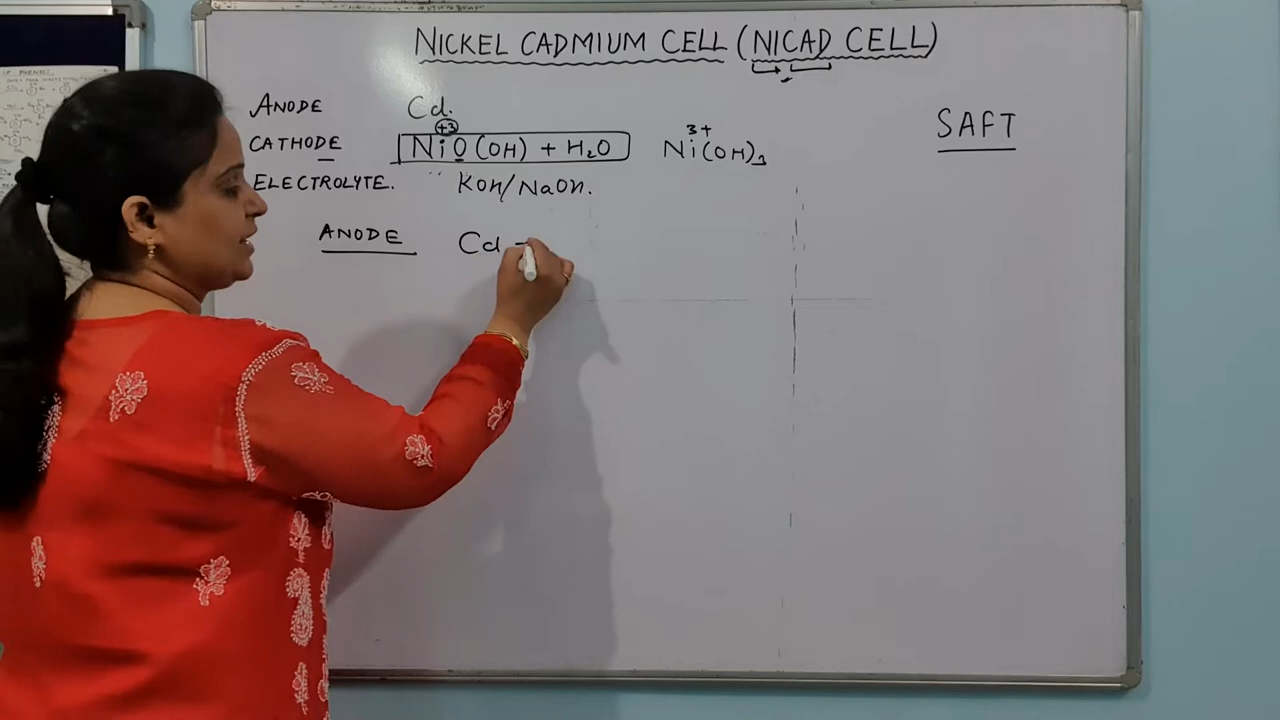 NICKEL CADMIUM CELL (NICAD CELL)
ANODE Cd.
+3
CATHODE NiO(OH) + H₂O Ni(OH)₃ SAFT
3+
ELECTROLYTE. KOH/NaOH.
ANODE Cd